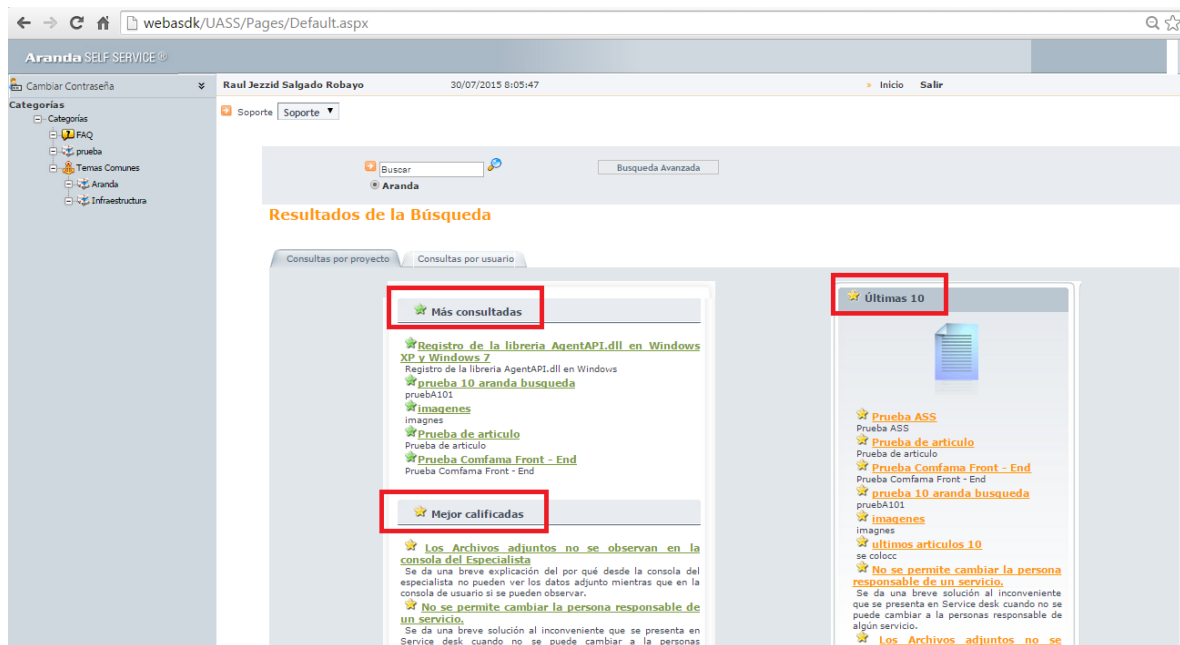 webasdk/UASS/Pages/Default.aspx
Aranda SELF SERVICE ®
Cambiar Contraseña
Raul Jezzid Salgado Robayo 30/07/2015 8:05:47 » Inicio Salir
Categorías
Categorías
FAQ
prueba
Temas Comunes
Aranda
Infraestructura
Soporte Soporte
Buscar Busqueda Avanzada
Aranda
Resultados de la Búsqueda
Consultas por proyecto Consultas por usuario
Más consultadas
Registro de la libreria AgentAPI.dll en Windows
XP y Windows 7
Registro de la libreria AgentAPI.dll en Windows
prueba 10 aranda busqueda
pruebA101
imagenes
imagnes
Prueba de articulo
Prueba de articulo
Prueba Comfama Front - End
Prueba Comfama Front - End
Mejor calificadas
Los Archivos adjuntos no se observan en la
consola del Especialista
Se da una breve explicación del por qué desde la consola del
especialista no pueden ver los datos adjunto mientras que en la
consola de usuario si se pueden observar.
No se permite cambiar la persona responsable de
un servicio.
Se da una breve solución al inconveniente que se presenta en
Service desk cuando no se puede cambiar a la personas
Últimas 10
Prueba ASS
Prueba ASS
Prueba de articulo
Prueba de articulo
Prueba Comfama Front - End
Prueba Comfama Front - End
prueba 10 aranda busqueda
pruebA101
imagenes
imagnes
ultimos articulos 10
se colocc
No se permite cambiar la persona
responsable de un servicio.
Se da una breve solución al inconveniente
que se presenta en Service desk cuando no se
puede cambiar a la personas responsable de
algún servicio.
Los Archivos adjuntos no se